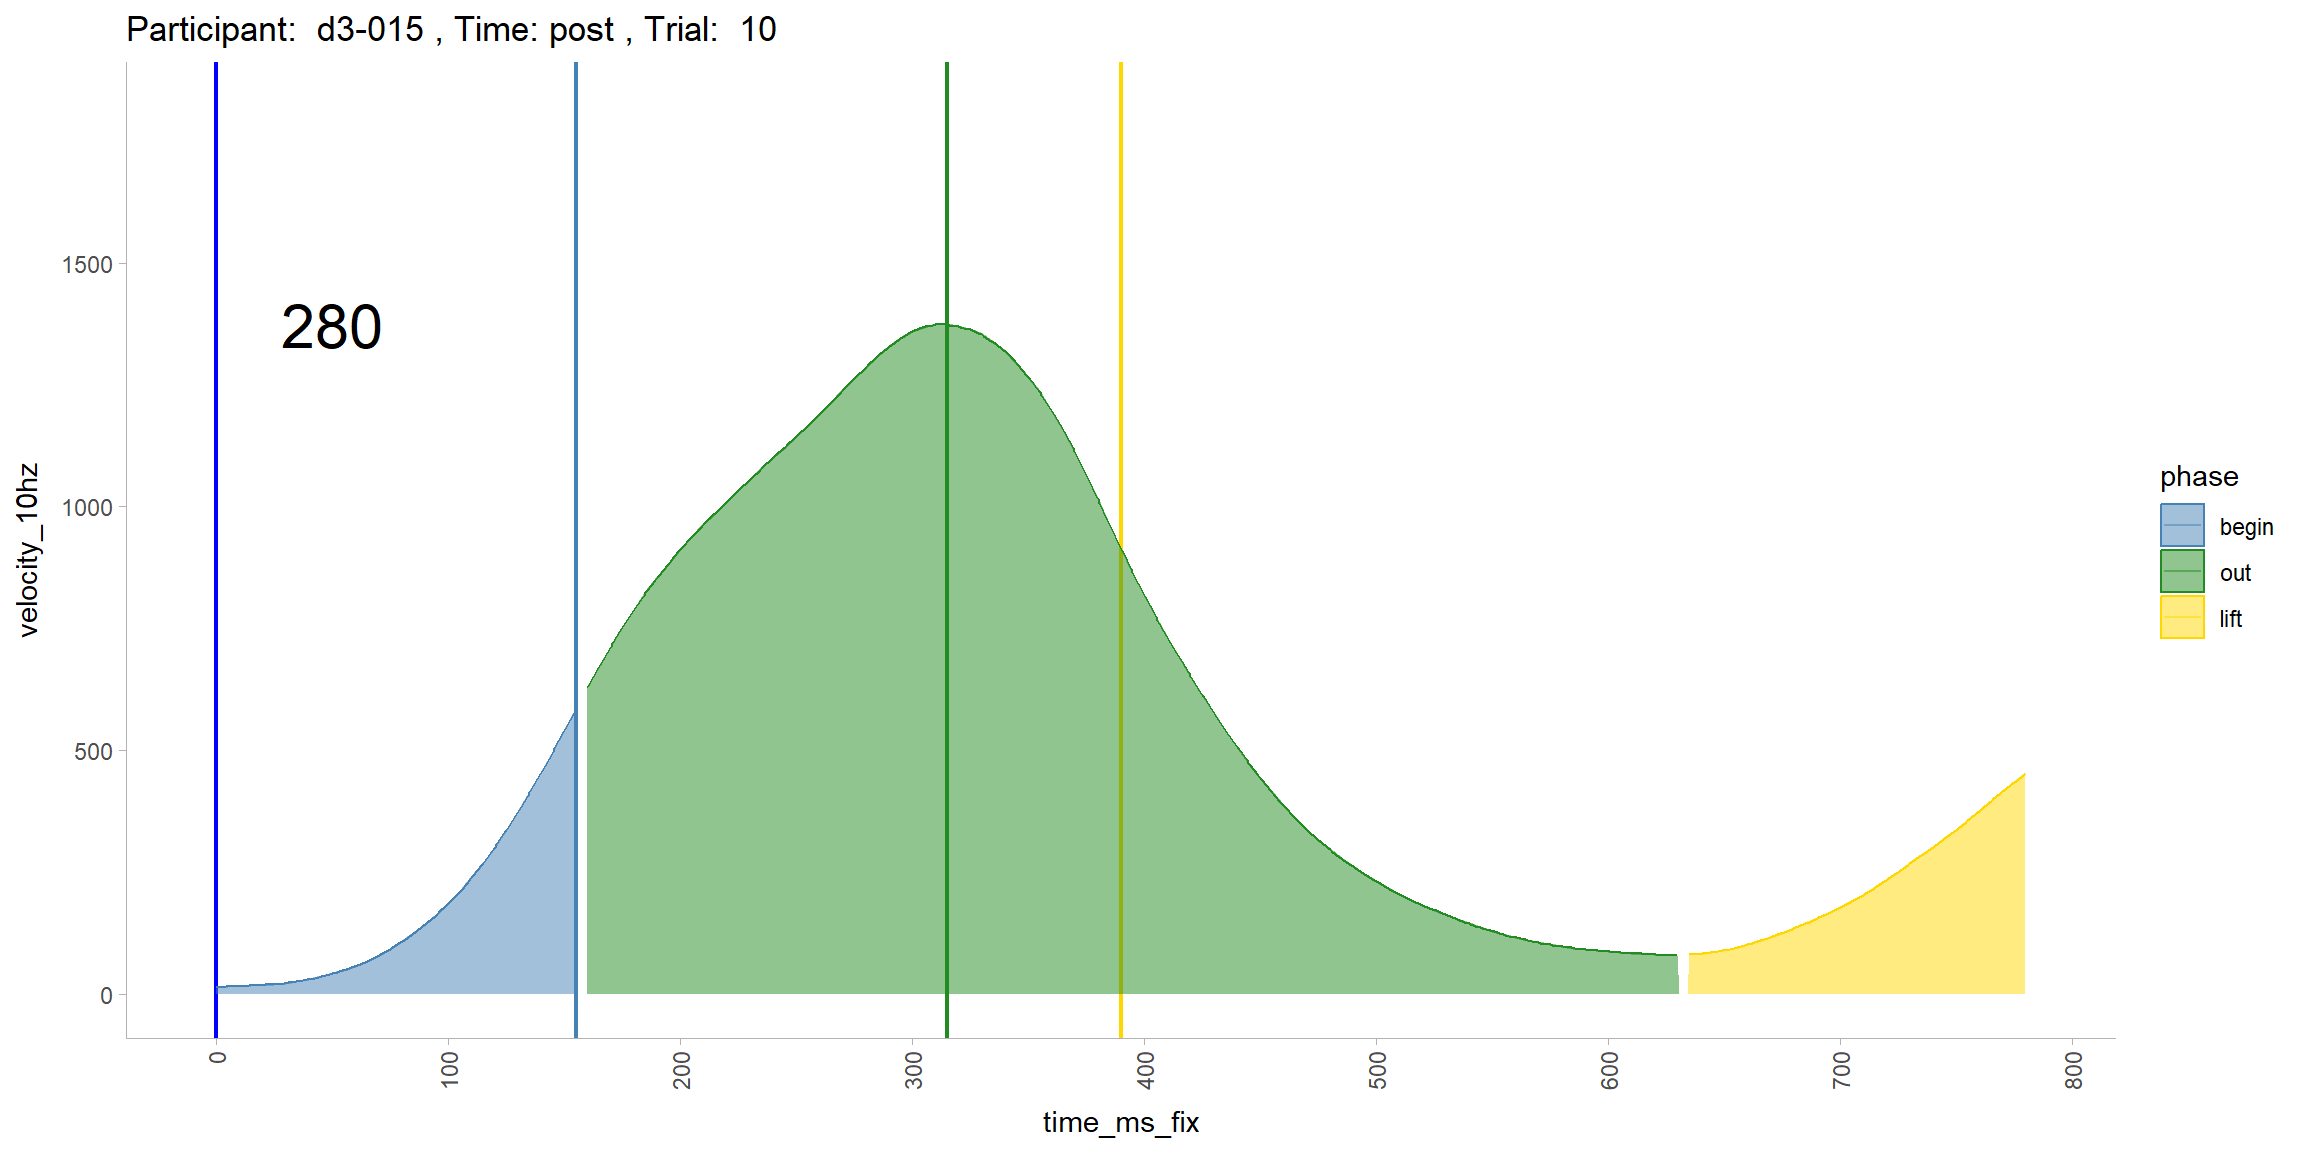 Participant:  d3-015 , Time: post , Trial:  10
velocity_10hz
1500
1000
500
0
280
0
100
200
300
400
500
600
700
800
time_ms_fix
phase
begin
out
lift